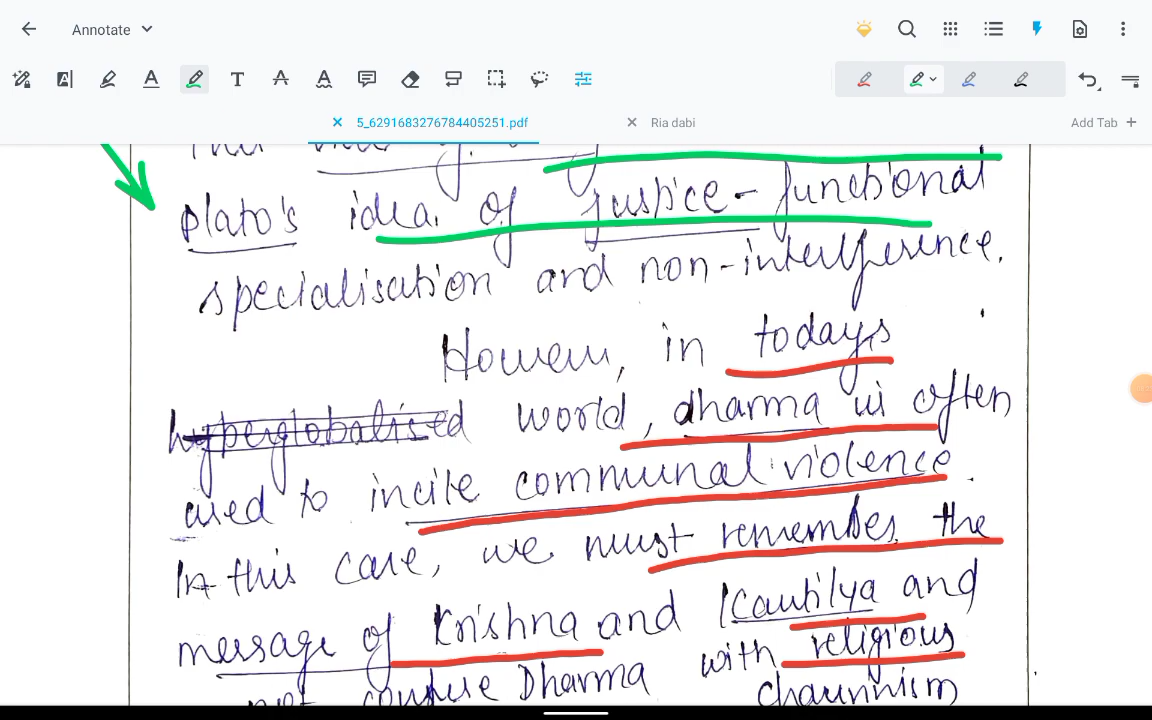 Annotate
5_6291683276784405251.pdf
Ria dabi
Add Tab +
Plato's idea of justice - functional
specialisation and non-interference.
However, in todays
hyperglobalised world, dharma is often
used to incite communal violence.
In this case, we must remember the
message of Krishna and Kautilya and
not confuse Dharma with religious
chauvnism